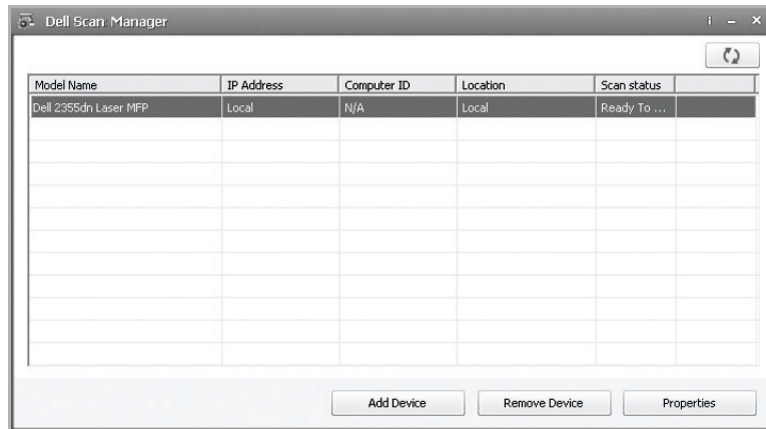 Dell Scan Manager
Model Name IP Address Computer ID Location Scan status
Dell 2355dn Laser MFP Local N/A Local Ready To ...
Add Device Remove Device Properties